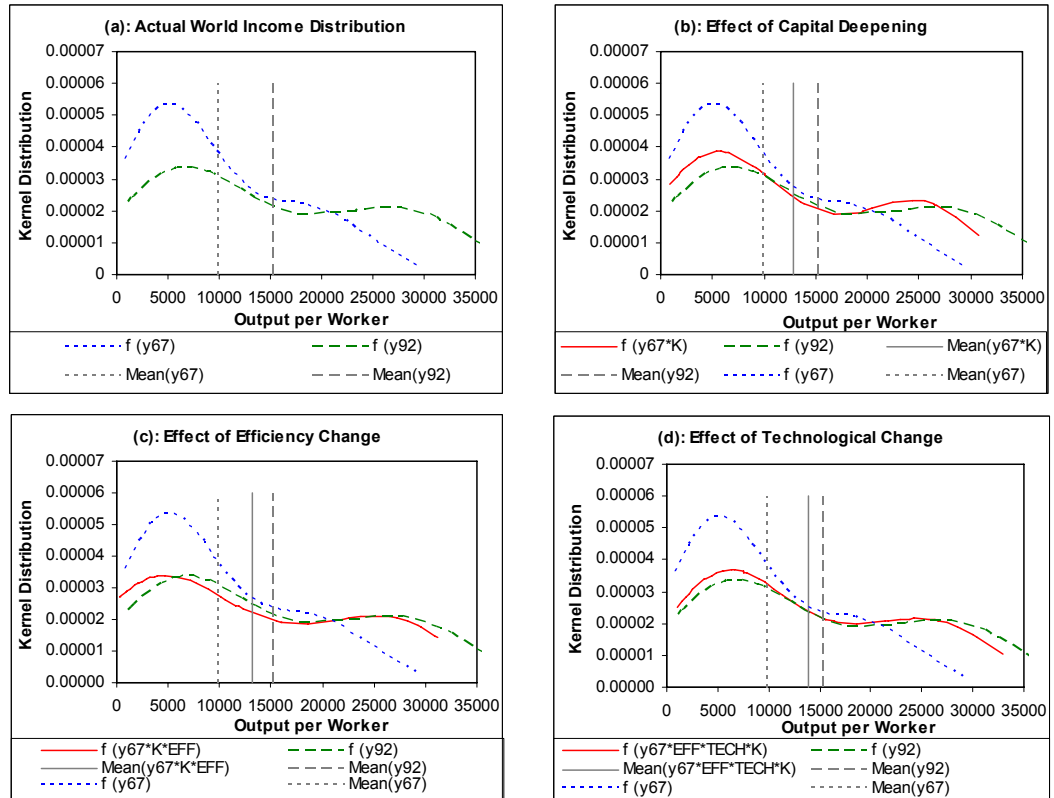 (a): Actual World Income Distribution
0.00007
0.00006
0.00005
0.00004
0.00003
0.00002
0.00001
0
Kernel Distribution
0 5000 10000 15000 20000 25000 30000 35000
Output per Worker
f (y67) f (y92)
Mean(y67) Mean(y92)
(b): Effect of Capital Deepening
0.00007
0.00006
0.00005
0.00004
0.00003
0.00002
0.00001
0
Kernel Distribution
0 5000 10000 15000 20000 25000 30000 35000
Output per Worker
f (y67*K) f (y92) Mean(y67*K)
Mean(y92) f (y67) Mean(y67)
(c): Effect of Efficiency Change
0.00007
0.00006
0.00005
0.00004
0.00003
0.00002
0.00001
0.00000
Kernel Distribution
0 5000 10000 15000 20000 25000 30000 35000
Output per Worker
f (y67*K*EFF) f (y92)
Mean(y67*K*EFF) Mean(y92)
f (y67) Mean(y67)
(d): Effect of Technological Change
0.00007
0.00006
0.00005
0.00004
0.00003
0.00002
0.00001
0.00000
Kernel Distribution
0 5000 10000 15000 20000 25000 30000 35000
Output per Worker
f (y67*EFF*TECH*K) f (y92)
Mean(y67*EFF*TECH*K) Mean(y92)
f (y67) Mean(y67)